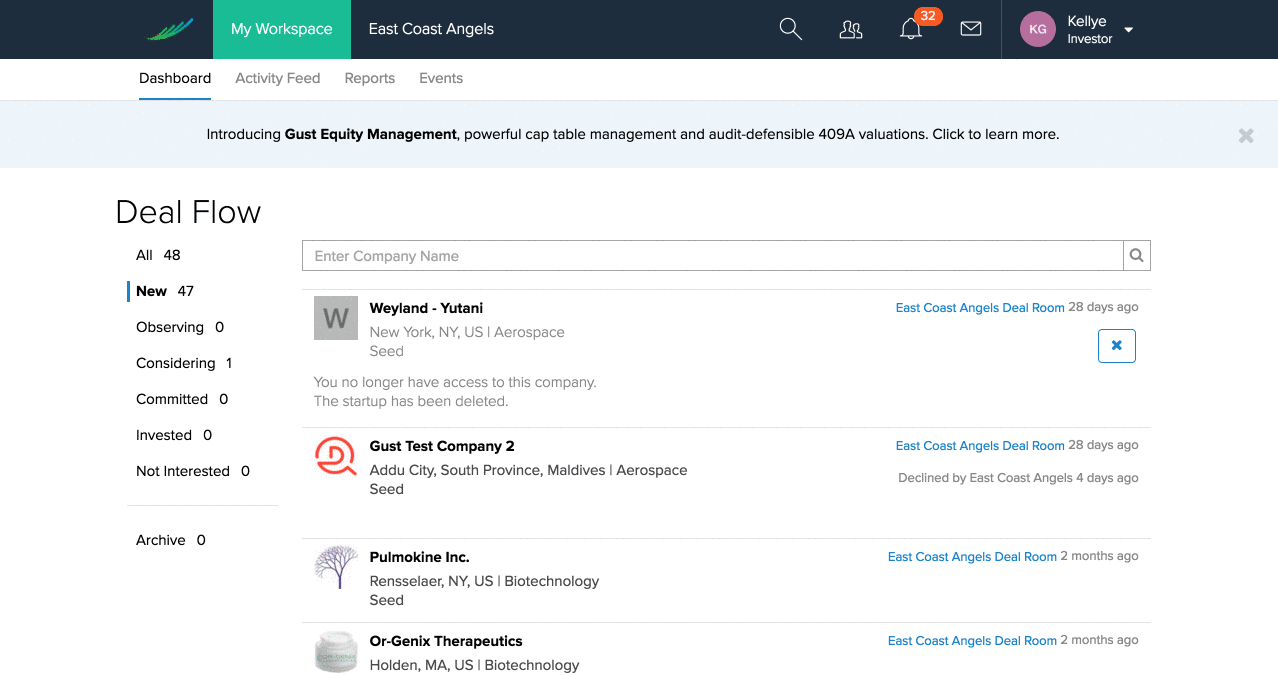 My Workspace
East Coast Angels
32
KG
Kellye
Investor
Dashboard
Activity Feed
Reports
Events
Introducing Gust Equity Management, powerful cap table management and audit-defensible 409A valuations. Click to learn more.
Deal Flow
All 48
New 47
Observing 0
Considering 1
Committed 0
Invested 0
Not Interested 0
Archive 0
Enter Company Name
W
Weyland - Yutani
East Coast Angels Deal Room 28 days ago
New York, NY, US | Aerospace
Seed
You no longer have access to this company.
The startup has been deleted.
Gust Test Company 2
East Coast Angels Deal Room 28 days ago
Addu City, South Province, Maldives | Aerospace
Declined by East Coast Angels 4 days ago
Seed
Pulmokine Inc.
East Coast Angels Deal Room 2 months ago
Rensselaer, NY, US | Biotechnology
Seed
Or-Genix Therapeutics
East Coast Angels Deal Room 2 months ago
Holden, MA, US | Biotechnology